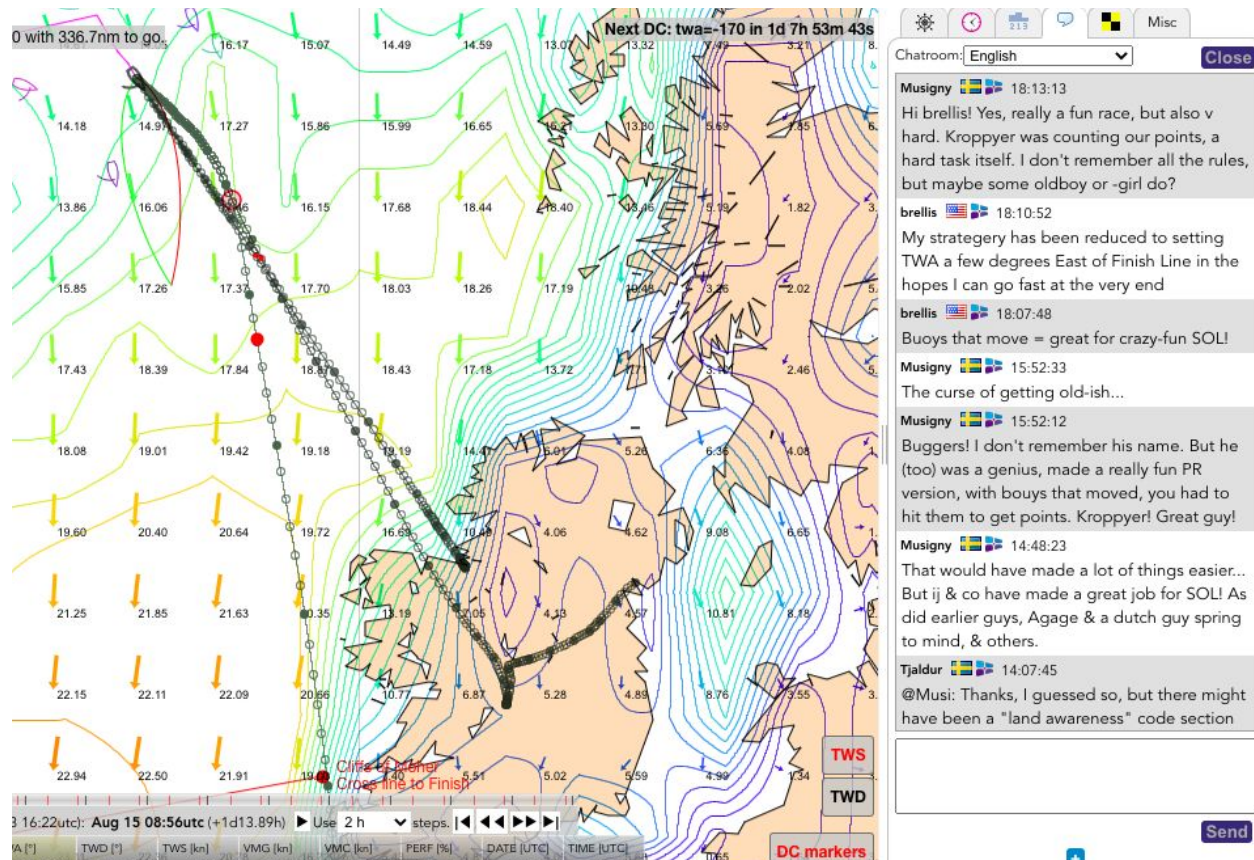 0 with 336.7nm to go.
Next DC: twa=-170 in 1d 7h 53m 43s
16.17 15.07 14.49 14.59 13.07 13.32 7.49 3.21
14.18 14.97 17.27 15.86 15.99 16.65 16.21 13.30 5.69 1.85
13.86 16.06 16.15 17.68 18.44 18.40 13.46 5.19 1.82
15.85 17.26 17.37 17.70 18.03 18.26 17.19 10.48 3.26 2.02
17.43 18.39 17.84 18.43 17.18 13.72 2.46
18.08 19.01 19.42 19.18 5.26 6.36 4.08
19.60 20.40 20.64 19.72 16.69 10.49 4.06 4.62 9.08 6.65
21.25 21.85 21.63 20.35 13.19 7.05 4.13 4.57 10.81 8.18
22.15 22.11 22.09 20.66 10.77 6.87 5.28 4.89 8.76 3.55
22.94 22.50 21.91 5.51 5.02 5.59 4.99 1.34
Cliffs of Moher
Cross line to Finish
TWS
TWD
DC markers
16:22utc): Aug 15 08:56utc (+1d13.89h) Use 2 h steps.
TWD [°] TWS [kn] VMG [kn] VMC [kn] PERF [%] DATE [UTC] TIME [UTC]
213
Misc
Chatroom: English
Close
Musigny 18:13:13
Hi brellis! Yes, really a fun race, but also v
hard. Kroppyer was counting our points, a
hard task itself. I don't remember all the rules,
but maybe some oldboy or -girl do?
brellis 18:10:52
My strategery has been reduced to setting
TWA a few degrees East of Finish Line in the
hopes I can go fast at the very end
brellis 18:07:48
Buoys that move = great for crazy-fun SOL!
Musigny 15:52:33
The curse of getting old-ish...
Musigny 15:52:12
Buggers! I don't remember his name. But he
(too) was a genius, made a really fun PR
version, with bouys that moved, you had to
hit them to get points. Kroppyer! Great guy!
Musigny 14:48:23
That would have made a lot of things easier...
But ij & co have made a great job for SOL! As
did earlier guys, Agage & a dutch guy spring
to mind, & others.
Tjaldur 14:07:45
@Musi: Thanks, I guessed so, but there might
have been a "land awareness" code section
Send